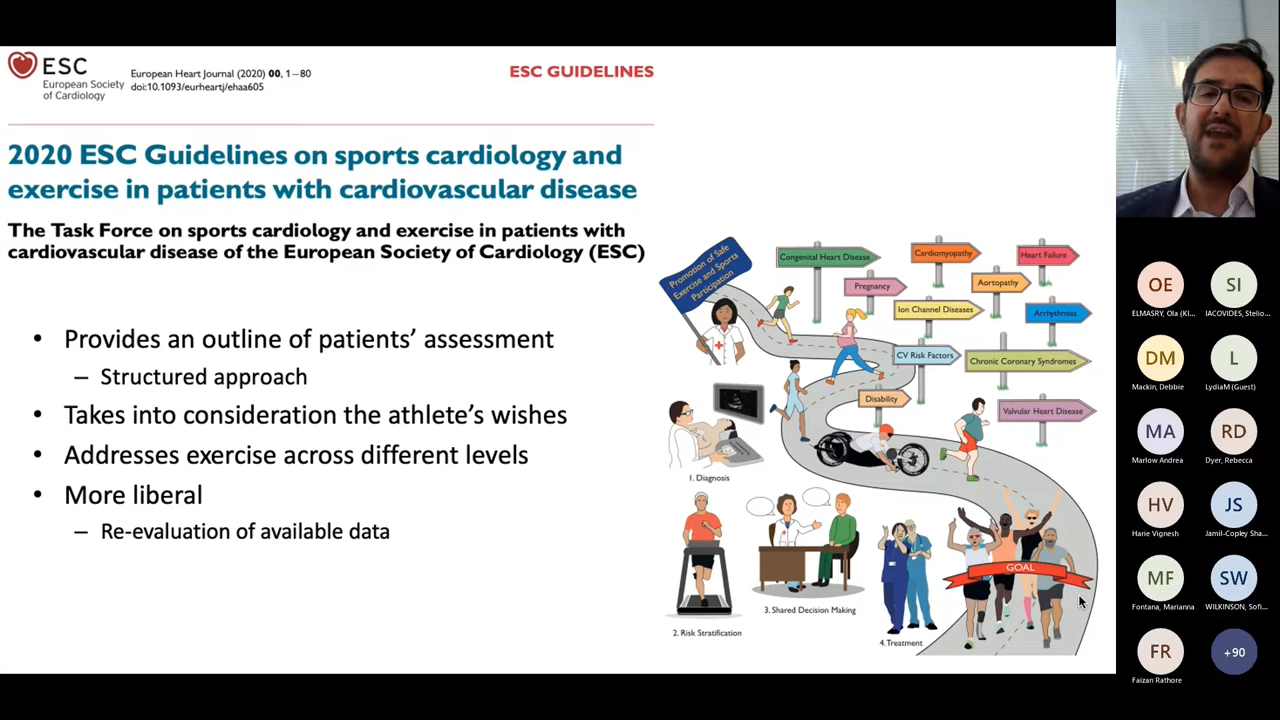 ESC
European Society
of Cardiology
European Heart Journal (2020) 00, 1–80
doi:10.1093/eurheartj/ehaa605
ESC GUIDELINES
2020 ESC Guidelines on sports cardiology and
exercise in patients with cardiovascular disease
The Task Force on sports cardiology and exercise in patients with
cardiovascular disease of the European Society of Cardiology (ESC)
• Provides an outline of patients’ assessment
– Structured approach
• Takes into consideration the athlete’s wishes
• Addresses exercise across different levels
• More liberal
– Re-evaluation of available data
Promotion of Safe
Exercise and Sports
Participation
Congenital Heart Disease
Cardiomyopathy
Heart Failure
Pregnancy
Aortopathy
Ion Channel Diseases
Arrhythmias
CV Risk Factors
Chronic Coronary Syndromes
Disability
Valvular Heart Disease
1. Diagnosis
2. Risk Stratification
3. Shared Decision Making
4. Treatment
GOAL
OE
ELMASRY, Ola (KI...
SI
IACOVIDES, Stelio...
DM
Mackin, Debbie
L
LydiaM (Guest)
MA
Marlow Andrea
RD
Dyer, Rebecca
HV
Harie Vignesh
JS
Jamil-Copley Sha...
MF
Fontana, Marianna
SW
WILKINSON, Sofi...
FR
Faizan Rathore
+90